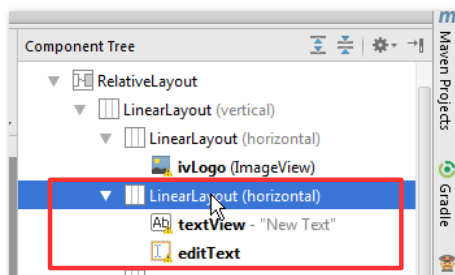 Component Tree
RelativeLayout
LinearLayout (vertical)
LinearLayout (horizontal)
ivLogo (ImageView)
LinearLayout (horizontal)
Ab textView - "New Text"
I editText
m Maven Projects
Gradle